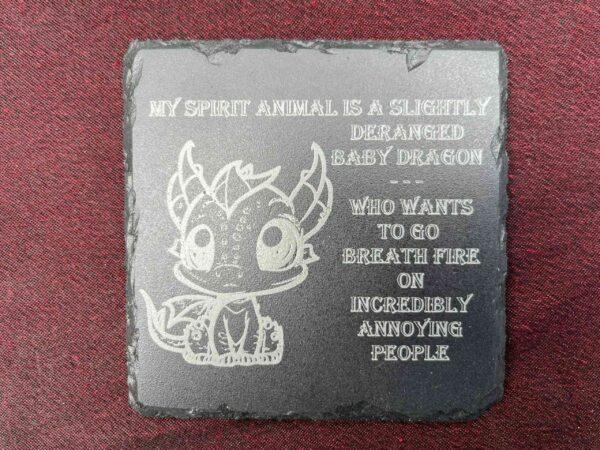 MY SPIRIT ANIMAL IS A SLIGHTLY
DERANGED
BABY DRAGON
---
WHO WANTS
TO GO
BREATH FIRE
ON
INCREDIBLY
ANNOYING
PEOPLE